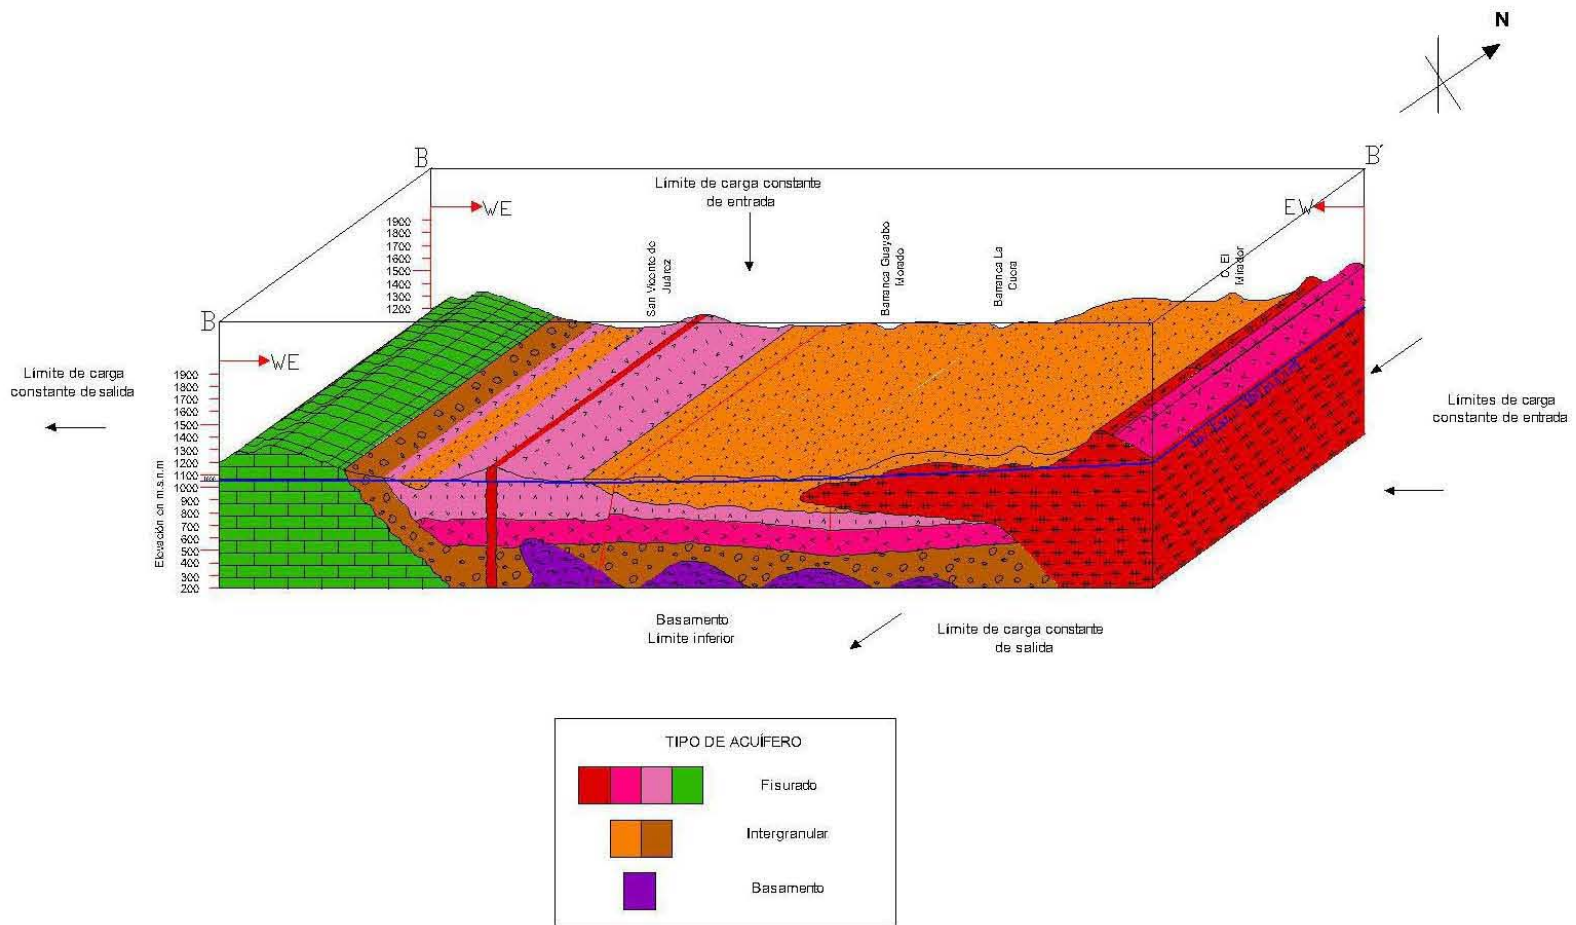 N
B
B'
Límite de carga constante
de entrada
WE
EW
1900
1800
1700
1600
1500
1400
1300
1200
San Vicente de
Juárez
Barranca Guayabo
Morado
Barranca La
Cuera
C. El
Mirador
B
WE
Límite de carga
constante de salida
Límites de carga
constante de entrada
1900
1800
1700
1600
1500
1400
1300
1200
1100
1000
900
800
700
600
500
400
300
200
Elevación en m.s.n.m
Basamento
Límite inferior
Límite de carga constante
de salida
TIPO DE ACUÍFERO
Fisurado
Intergranular
Basamento